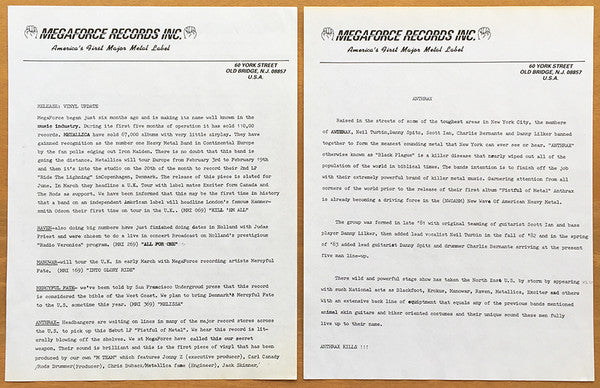 MEGAFORCE RECORDS INC.
America's First Major Metal Label
60 YORK STREET
OLD BRIDGE, N.J. 08857
U.S.A.
RELEASE: VINYL UPDATE
MegaForce began just six months ago and is making its name well known in the
music industry. During its first five months of operation it has sold 110,00
records. METALLICA have sold 67,000 albums with very little airplay. They have
gainned recognition as the number one Heavy Metal Band in Continental Europe
by the fan polls edging out Iron Maiden. There is no doubt that this band is
going the distance. Metallica will tour Europe from February 3rd to February 19th
and then it's into the studio on the 20th of the month to record their 2nd LP
"Ride The Lighting" inCopenhagen, Denmark. The release of this piece is slated for
June. in March they headline a U.K. Tour with label mates Exciter form Canada and
The Rods as support. We have been informed that this may be the first time in history
that a band on an independent American label will headline London's famous Hammer-
smith Odeon their first time on tour in the U.K.. (MRI 069) "KILL 'EM ALL"
RAVEN-also doing big numbers have just finished doing dates in Holland with Judas
Priest and were chosen to do a live in concert Broadcast on Holland's prestigious
"Radio Veronica" program. (MRI 269) "ALL FOR ONE"
MANOWAR-will tour the U.K. in early March with MegaForce recording artists Mercyful
Fate. (MRI 169) "INTO GLORY RIDE"
MERCYFUL FATE- we've been told by San Francisco Undergroud press that this record
is considered the bible of the West Coast. We plan to bring Denmark's Mercyful Fate
to the U.S. sometime this year. (MRI 369) "MELISSA"
ANTHRAX- Headbangers are waiting on lines in many of the major record stores across
the U.S. to pick up this Debut LP "Fistful of Metal". We hear this record is lit-
erally blowing off the shelves. We at MegaForce have called this our secret
weapon. Their sound is brilliant and this is the first piece of vinyl that has been
produced by our own "M TEAM" which features Jonny Z (executive producer), Carl Canady
/Rods Drummer(Producer), Chris Bubacz/Metallica fame (Engineer), Jack Skinner,
MEGAFORCE RECORDS INC.
America's First Major Metal Label
60 YORK STREET
OLD BRIDGE, N.J. 08857
U.S.A.
ANTHRAX
Raised in the streets of some of the toughest areas in New York City, the members
of ANTHRAX, Neil Turbin,Danny Spitz, Scott Ian, Charlie Bernante and Danny Lilker banned
together to form the meanest sounding metal that New York can ever see or hear. "ANTHRAX"
otherwise known as "Black Plague" is a killer disease that nearly wiped out all of the
population of the world in biblical times. The bands intention is to finish off the job
with their extremely powerful brand of killer metal music. Garnering attention from all
corners of the world prior to the release of their first album "Fistful of Metal" Anthrax
is already becoming a driving force in the (NWOAHM) New Wave Of American Heavy Metal.
The group was formed in late '81 with original teaming of guitarist Scott Ian and bass
player Danny Lilker, then added lead vocalist Neil Turbin in the fall of '82 and in the spring
of '83 added lead guitarist Danny Spitz and drummer Charlie Bernante arriving at the present
five man line-up.
There wild and powerful stage show has taken the North East U.S. by storm by appearing
with such National acts as Blackfoot, Krokus, Manowar, Raven, Metallica, Exciter and others
with an extensive back line of equiptment that equals any of the previous bands mentioned
animal skin guitars and biker oriented costumes and their unique sound these men fully
live up to their name.
ANTHRAX KILLS !!!